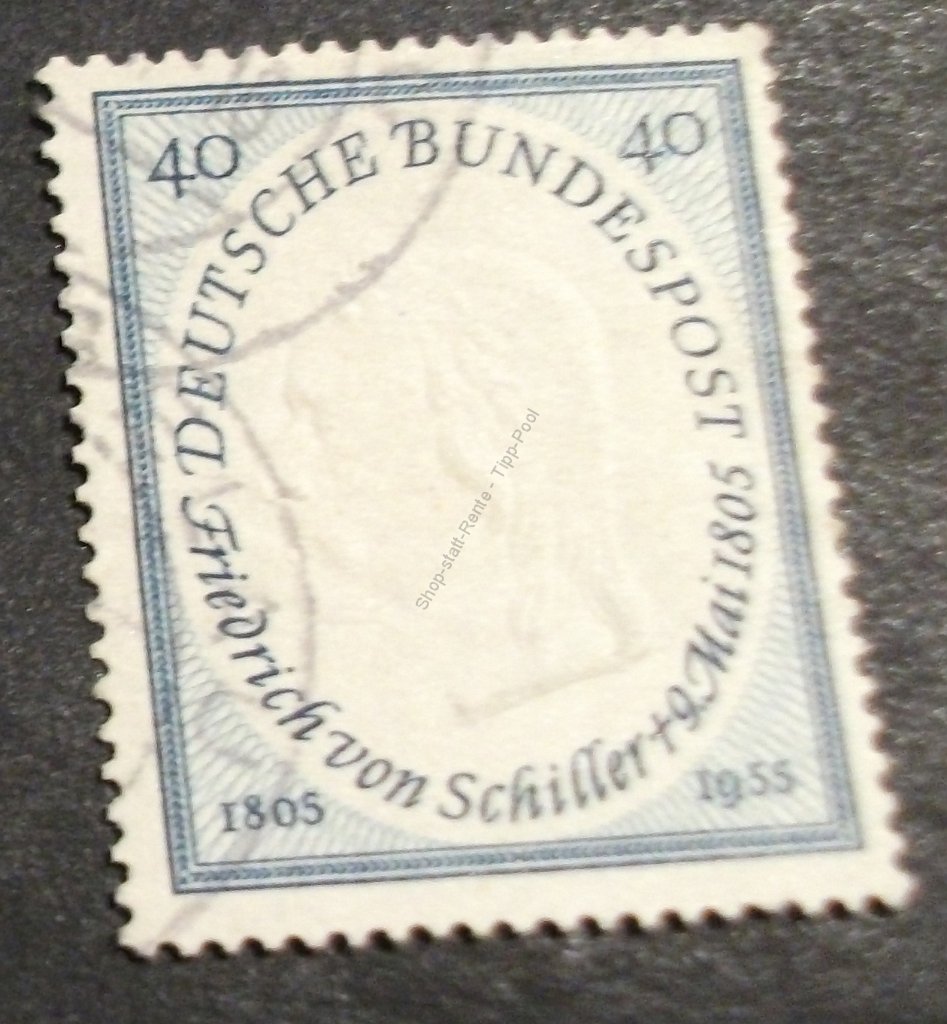 40
40
DEUTSCHE BUNDESPOST
Friedrich von Schiller + 9. Mai 1805
1805
1955
Shop-statt-Rente - Tipp-Pool